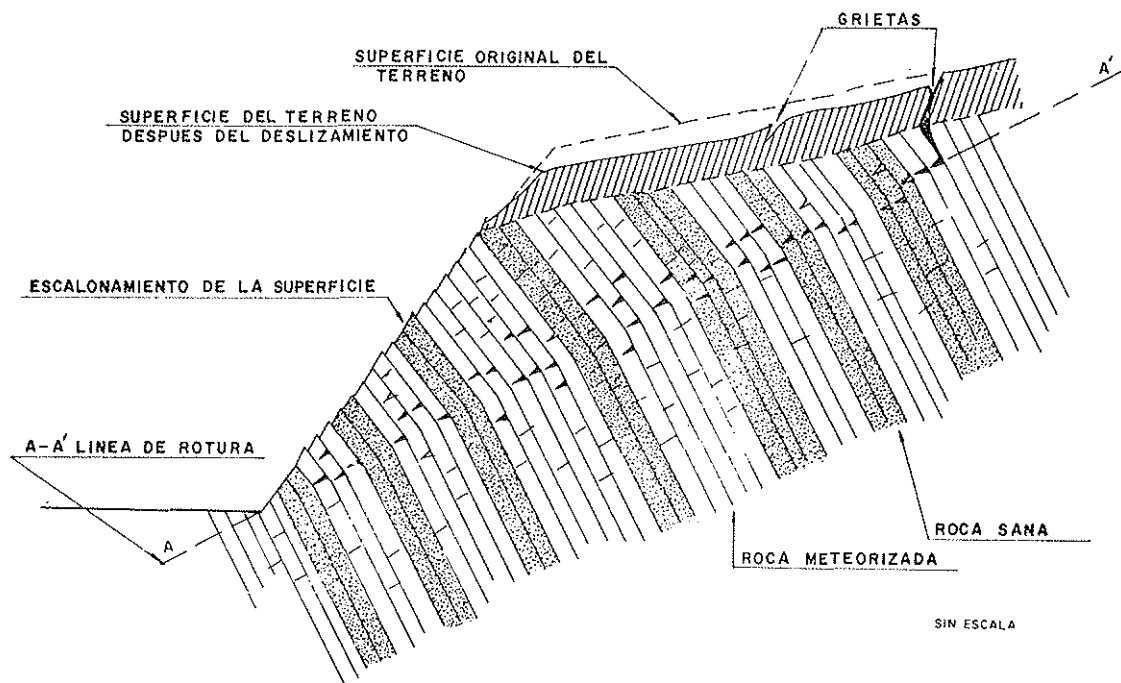 GRIETAS
SUPERFICIE ORIGINAL DEL
TERRENO
A'
SUPERFICIE DEL TERRENO
DESPUES DEL DESLIZAMIENTO
ESCALONAMIENTO DE LA SUPERFICIE
A-A' LINEA DE ROTURA
A
ROCA SANA
ROCA METEORIZADA
SIN ESCALA